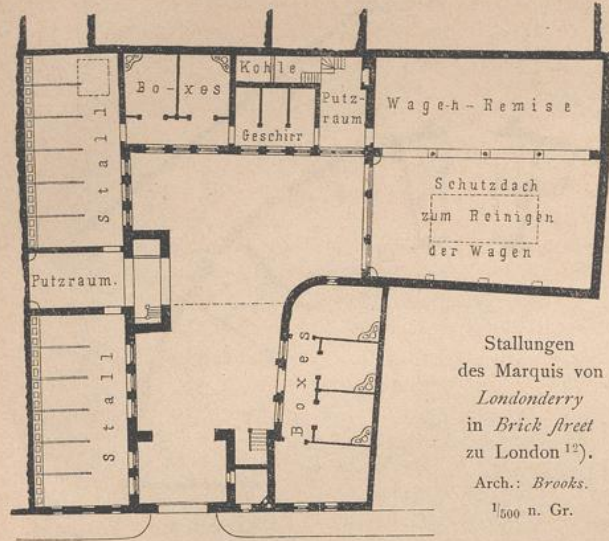 Kohle
Bo-xes
Putz-
raum
Geschirr
Wagen-Remise
Stall
Schutzdach
zum Reinigen
der Wagen
Putzraum.
Stall
Boxes
Stallungen
des Marquis von
Londonderry
in Brick ſtreet
zu London ¹²).
Arch.: Brooks.
1/500 n. Gr.